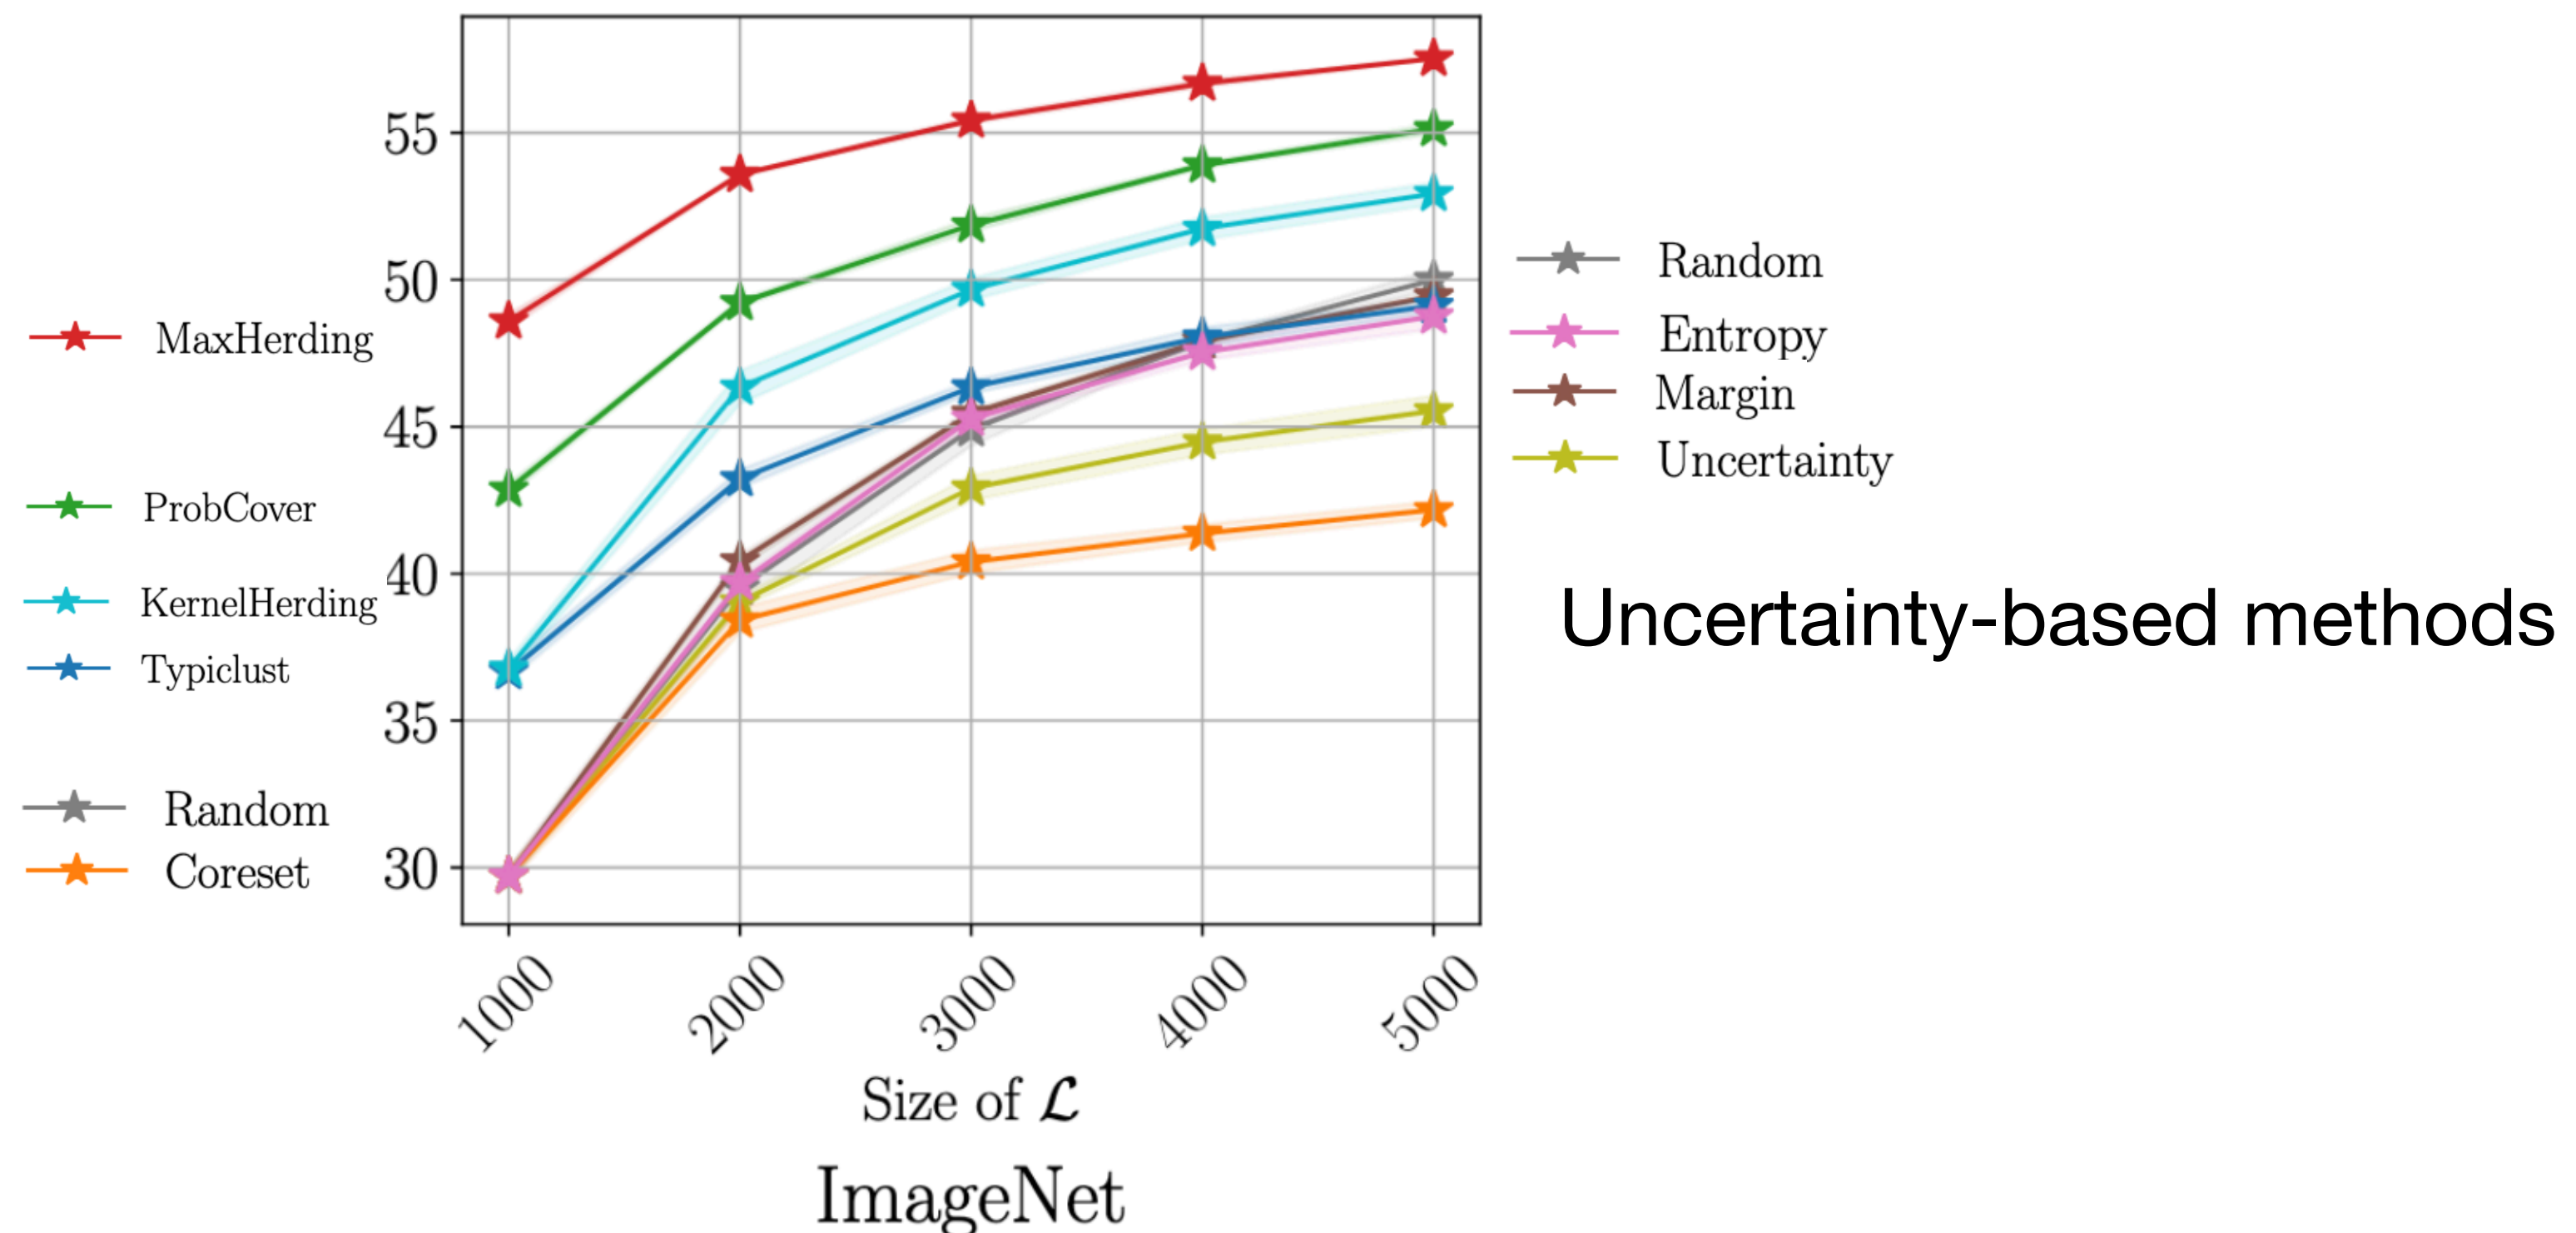 MaxHerding
ProbCover
KernelHerding
Typiclust
Random
Coreset
55
50
45
40
35
30
1000
2000
3000
4000
5000
Size of ℒ
ImageNet
Random
Entropy
Margin
Uncertainty
Uncertainty-based methods